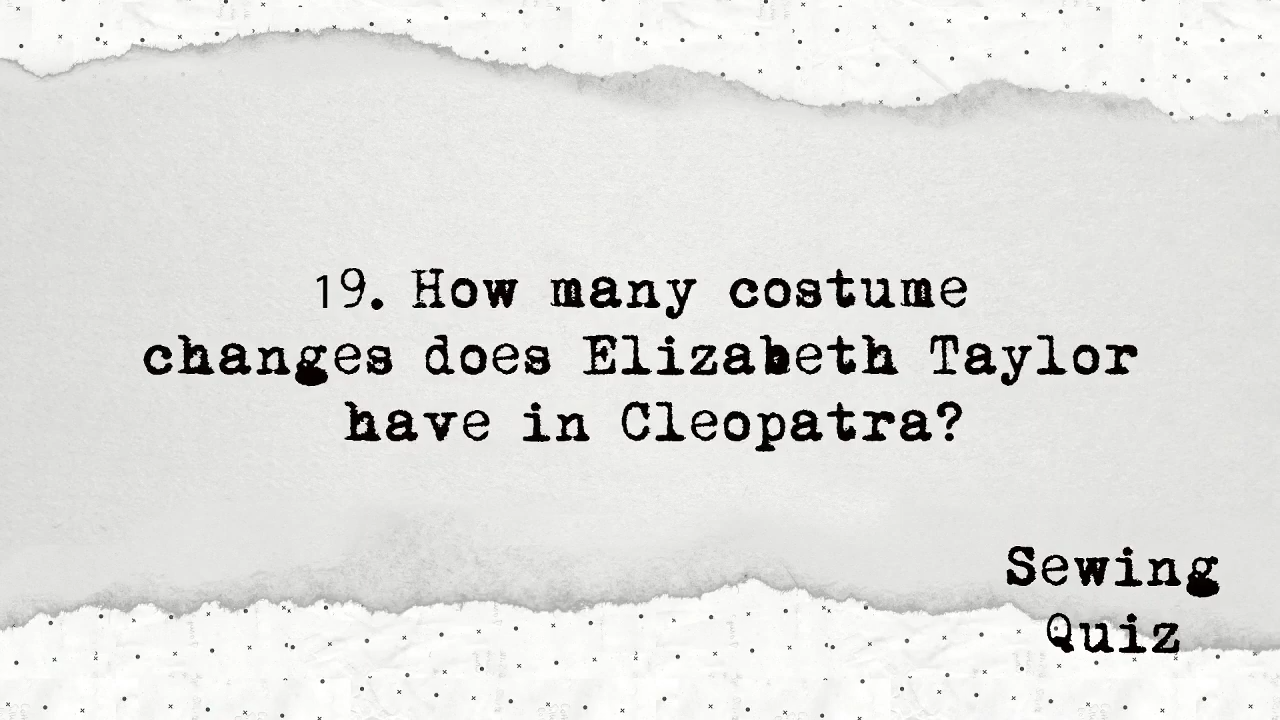 19. How many costume
changes does Elizabeth Taylor
have in Cleopatra?
Sewing
Quiz